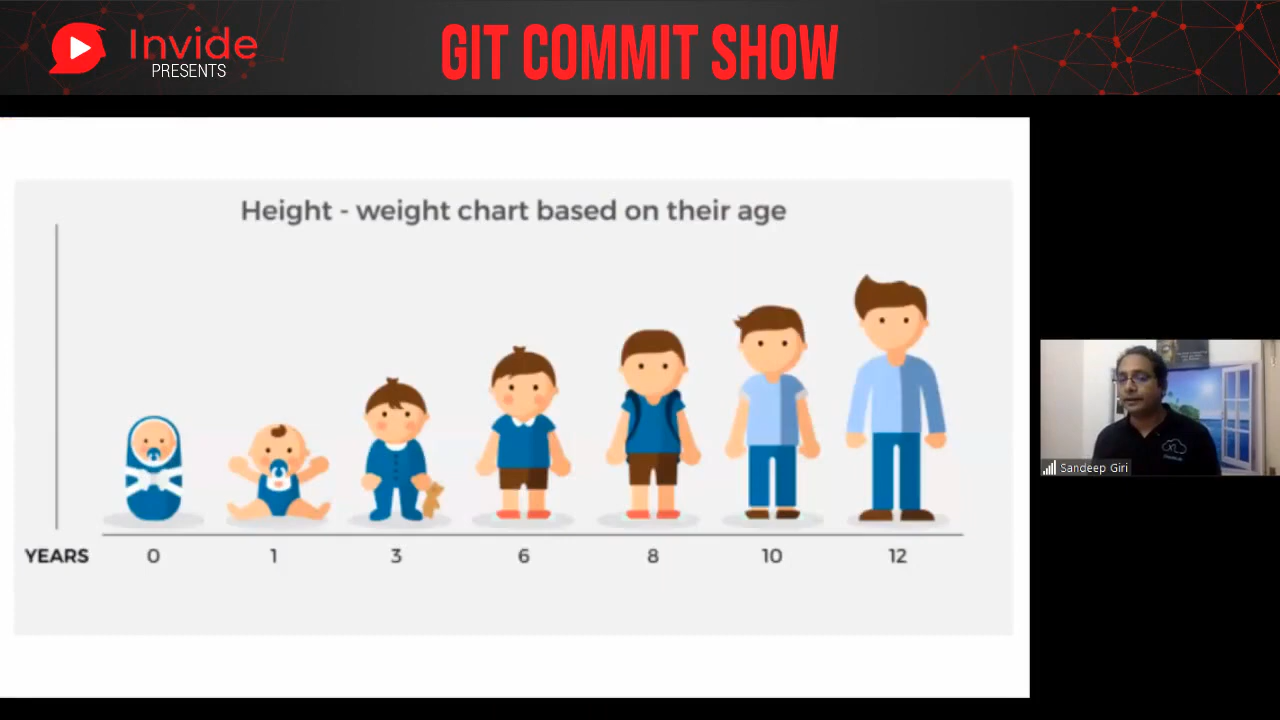 Invide
PRESENTS
GIT COMMIT SHOW
Height - weight chart based on their age
YEARS 0 1 3 6 8 10 12
Sandeep Giri